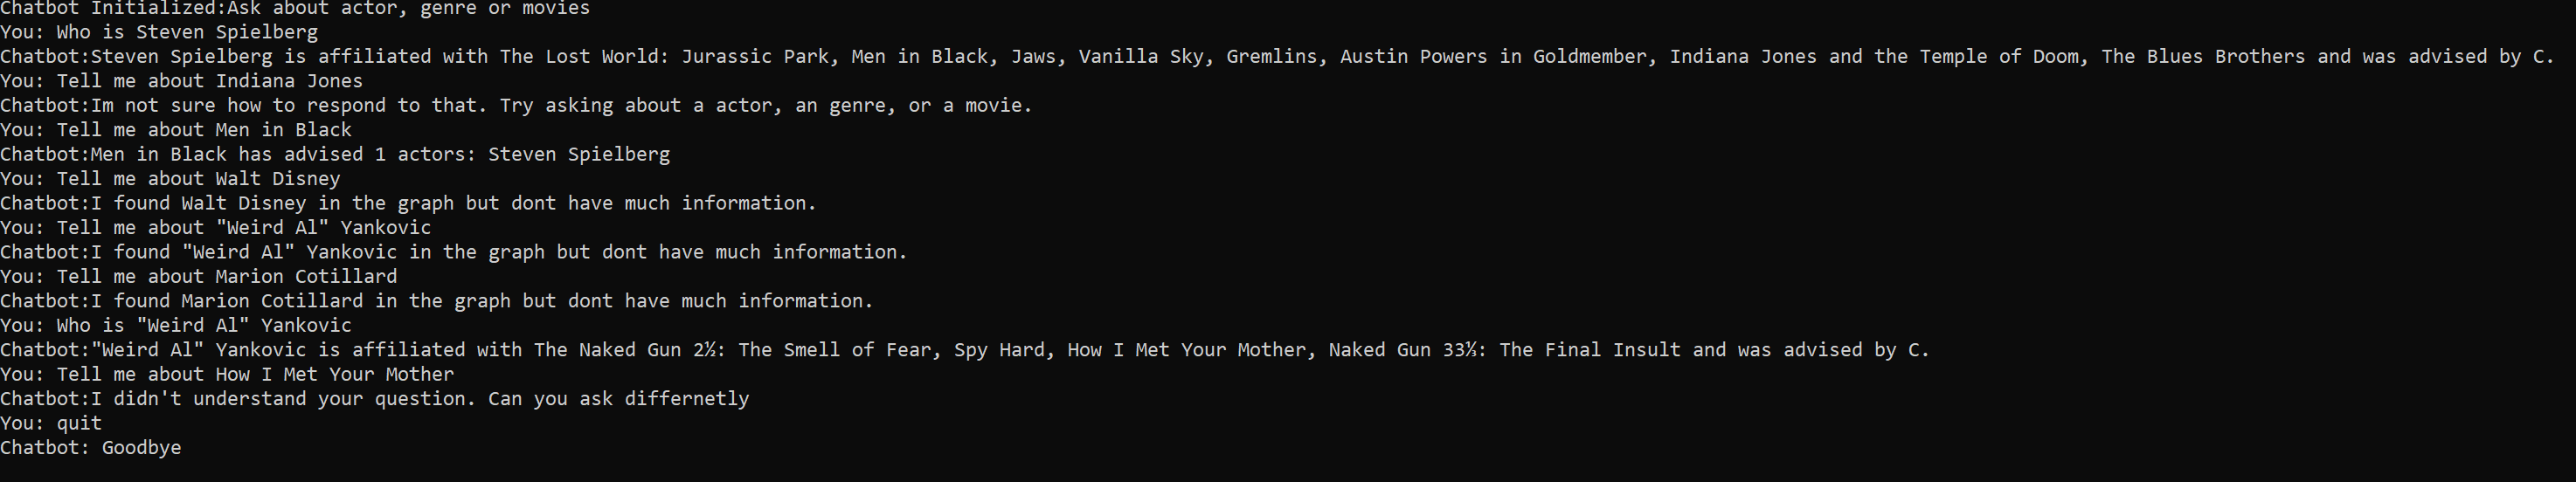 Chatbot Initialized:Ask about actor, genre or movies
You: Who is Steven Spielberg
Chatbot:Steven Spielberg is affiliated with The Lost World: Jurassic Park, Men in Black, Jaws, Vanilla Sky, Gremlins, Austin Powers in Goldmember, Indiana Jones and the Temple of Doom, The Blues Brothers and was advised by C.
You: Tell me about Indiana Jones
Chatbot:Im not sure how to respond to that. Try asking about a actor, an genre, or a movie.
You: Tell me about Men in Black
Chatbot:Men in Black has advised 1 actors: Steven Spielberg
You: Tell me about Walt Disney
Chatbot:I found Walt Disney in the graph but dont have much information.
You: Tell me about "Weird Al" Yankovic
Chatbot:I found "Weird Al" Yankovic in the graph but dont have much information.
You: Tell me about Marion Cotillard
Chatbot:I found Marion Cotillard in the graph but dont have much information.
You: Who is "Weird Al" Yankovic
Chatbot:"Weird Al" Yankovic is affiliated with The Naked Gun 2½: The Smell of Fear, Spy Hard, How I Met Your Mother, Naked Gun 33⅓: The Final Insult and was advised by C.
You: Tell me about How I Met Your Mother
Chatbot:I didn't understand your question. Can you ask differnetly
You: quit
Chatbot: Goodbye